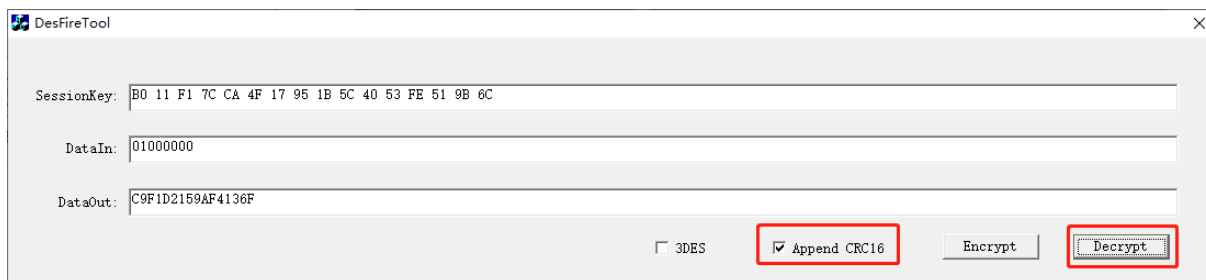 DesFireTool
SessionKey: B0 11 F1 7C CA 4F 17 95 1B 5C 40 53 FE 51 9B 6C
DataIn: 01000000
DataOut: C9F1D2159AF4136F
3DES Append CRC16 Encrypt Decrypt